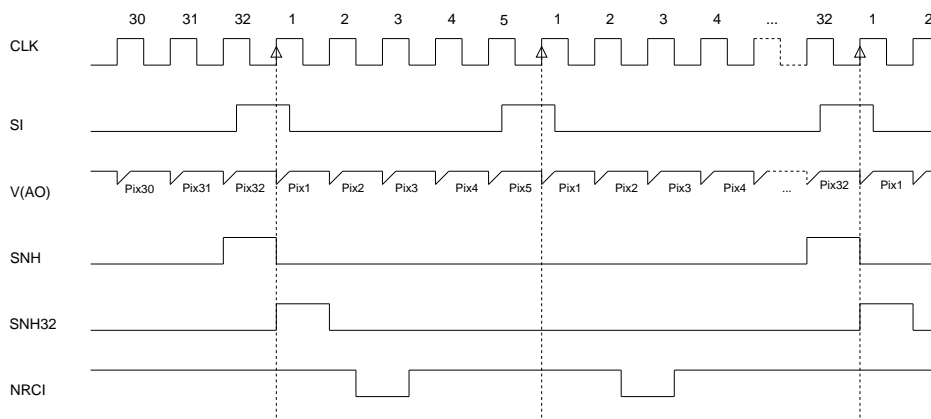 30 31 32 1 2 3 4 5 1 2 3 4 ... 32 1 2
CLK
SI
V(AO) Pix30 Pix31 Pix32 Pix1 Pix2 Pix3 Pix4 Pix5 Pix1 Pix2 Pix3 Pix4 ... Pix32 Pix1
SNH
SNH32
NRCI